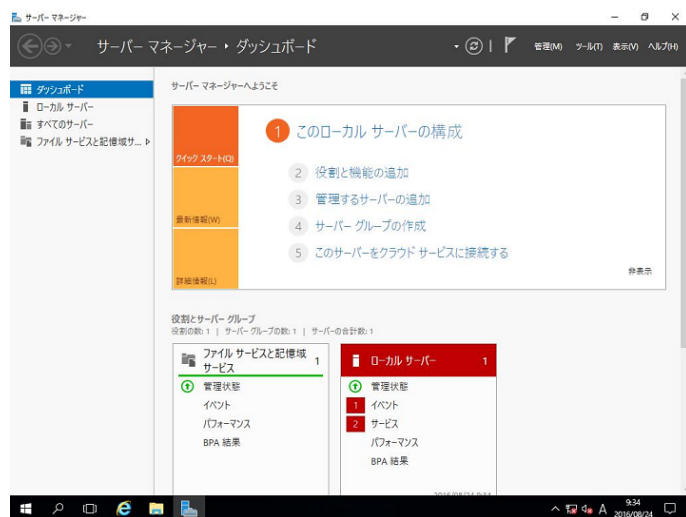 サーバー マネージャー
サーバー マネージャー ・ ダッシュボード
管理(M) ツール(T) 表示(V) ヘルプ(H)
ダッシュボード
ローカル サーバー
すべてのサーバー
ファイル サービスと記憶域サ...
サーバー マネージャーへようこそ
クイック スタート(Q)
最新情報(W)
詳細情報(L)
1 このローカル サーバーの構成
2 役割と機能の追加
3 管理するサーバーの追加
4 サーバー グループの作成
5 このサーバーをクラウド サービスに接続する
非表示
役割とサーバー グループ
役割の数: 1 | サーバー グループの数: 1 | サーバーの合計数: 1
ファイル サービスと記憶域
サービス
1
管理状態
イベント
パフォーマンス
BPA 結果
ローカル サーバー 1
管理状態
1 イベント
2 サービス
パフォーマンス
BPA 結果
2016/08/24 9:34
A
9:34
2016/08/24